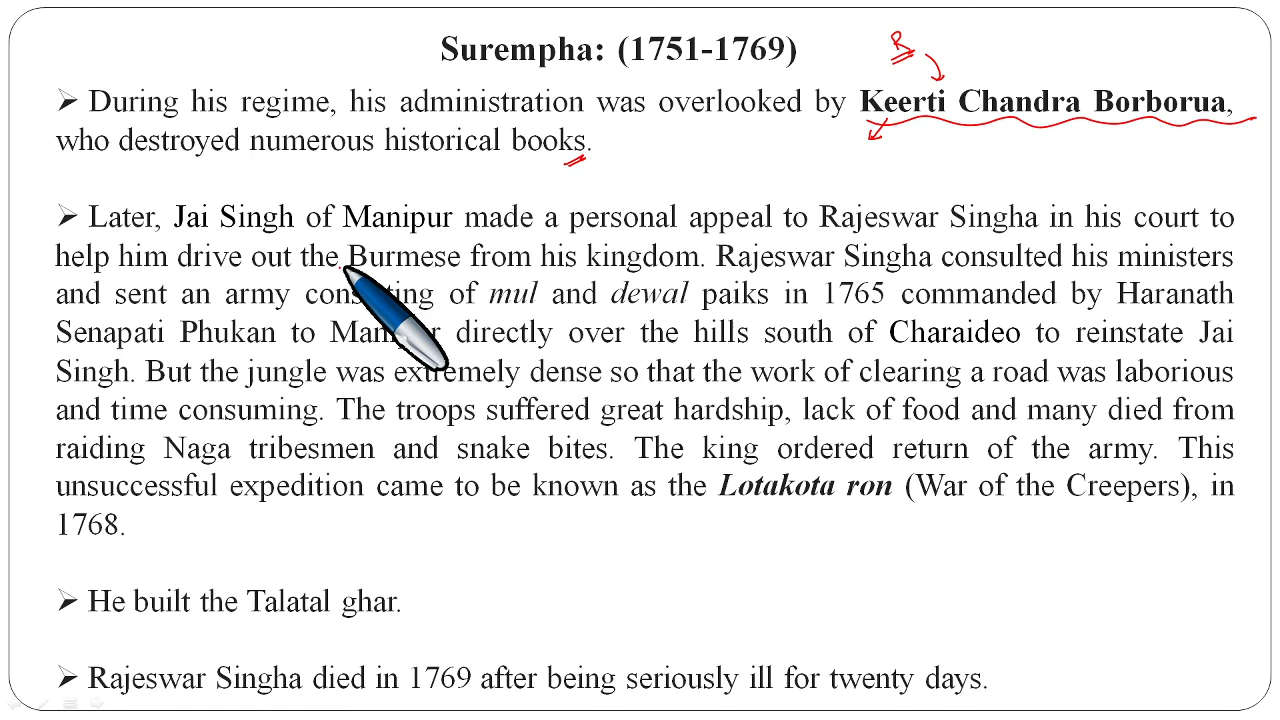 Surempha: (1751-1769)
R
➢ During his regime, his administration was overlooked by Keerti Chandra Borborua,
who destroyed numerous historical books.
➢ Later, Jai Singh of Manipur made a personal appeal to Rajeswar Singha in his court to
help him drive out the Burmese from his kingdom. Rajeswar Singha consulted his ministers
and sent an army consisting of mul and dewal paiks in 1765 commanded by Haranath
Senapati Phukan to Manipur directly over the hills south of Charaideo to reinstate Jai
Singh. But the jungle was extremely dense so that the work of clearing a road was laborious
and time consuming. The troops suffered great hardship, lack of food and many died from
raiding Naga tribesmen and snake bites. The king ordered return of the army. This
unsuccessful expedition came to be known as the Lotakota ron (War of the Creepers), in
1768.
➢ He built the Talatal ghar.
➢ Rajeswar Singha died in 1769 after being seriously ill for twenty days.